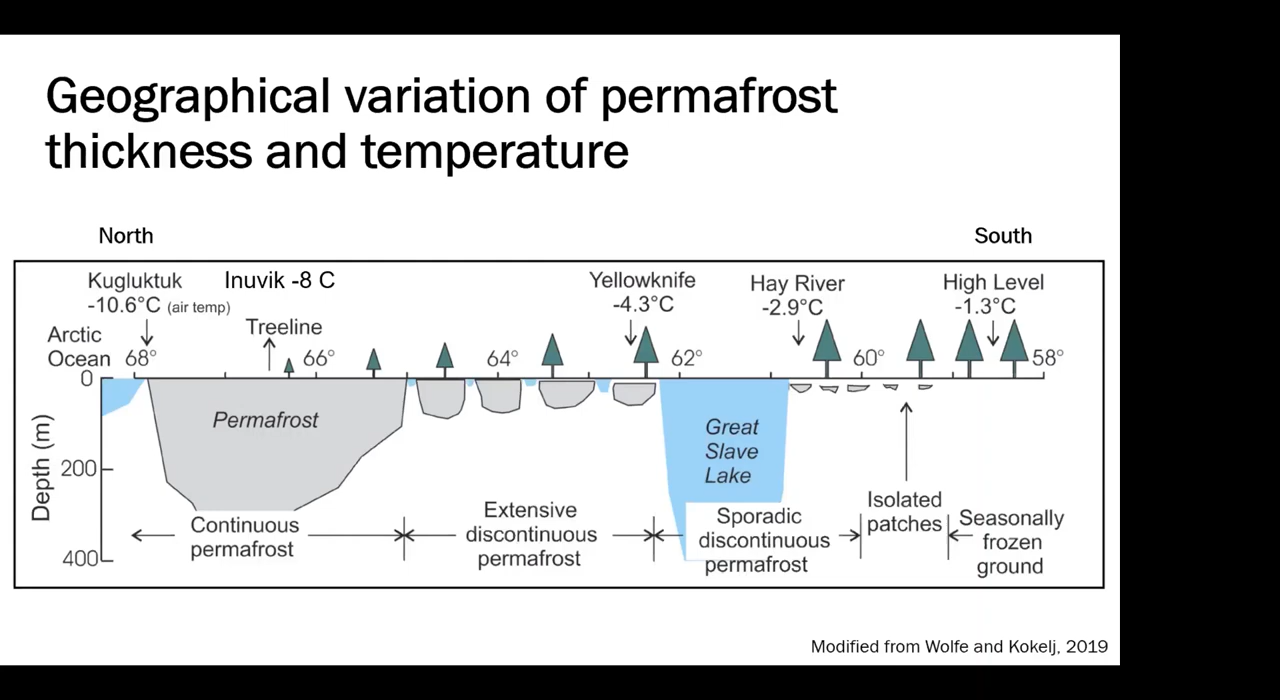 Geographical variation of permafrost
thickness and temperature
North
South
Kugluktuk
-10.6°C (air temp)
Inuvik -8 C
Treeline
Yellowknife
-4.3°C
Hay River
-2.9°C
High Level
-1.3°C
Arctic
Ocean
68°
66°
64°
62°
60°
58°
0
200
400
Depth (m)
Permafrost
Great
Slave
Lake
Continuous
permafrost
Extensive
discontinuous
permafrost
Sporadic
discontinuous
permafrost
Isolated
patches
Seasonally
frozen
ground
Modified from Wolfe and Kokelj, 2019